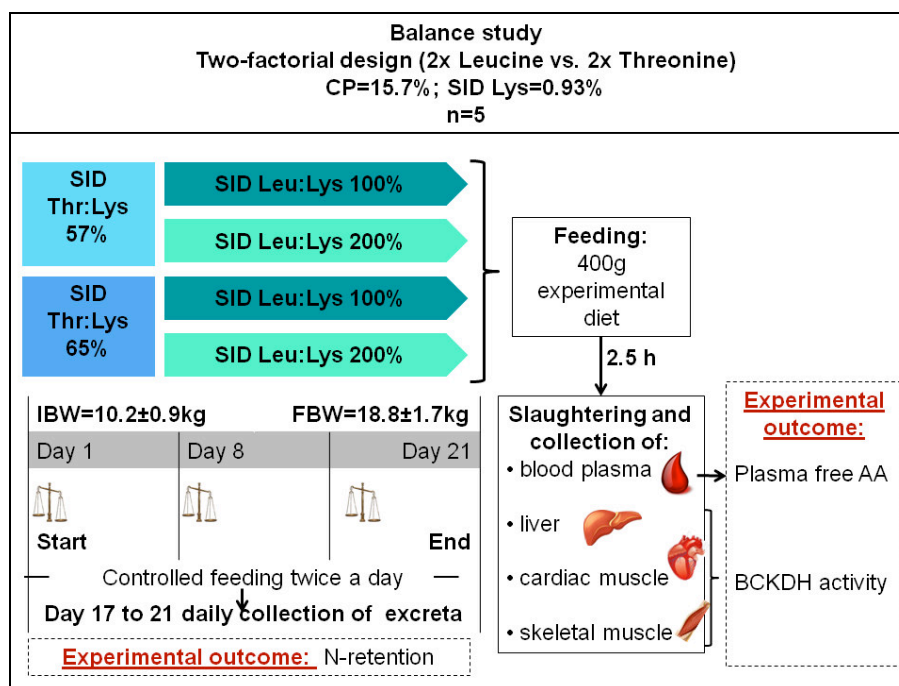 Balance study
Two-factorial design (2x Leucine vs. 2x Threonine)
CP=15.7%; SID Lys=0.93%
n=5
SID
Thr:Lys
57%
SID Leu:Lys 100%
SID Leu:Lys 200%
SID
Thr:Lys
65%
SID Leu:Lys 100%
SID Leu:Lys 200%
Feeding:
400g
experimental
diet
2.5 h
IBW=10.2±0.9kg
FBW=18.8±1.7kg
Day 1
Day 8
Day 21
Start
End
Controlled feeding twice a day
Day 17 to 21 daily collection of excreta
Experimental outcome: N-retention
Slaughtering and
collection of:
• blood plasma
• liver
• cardiac muscle
• skeletal muscle
Experimental
outcome:
Plasma free AA
BCKDH activity